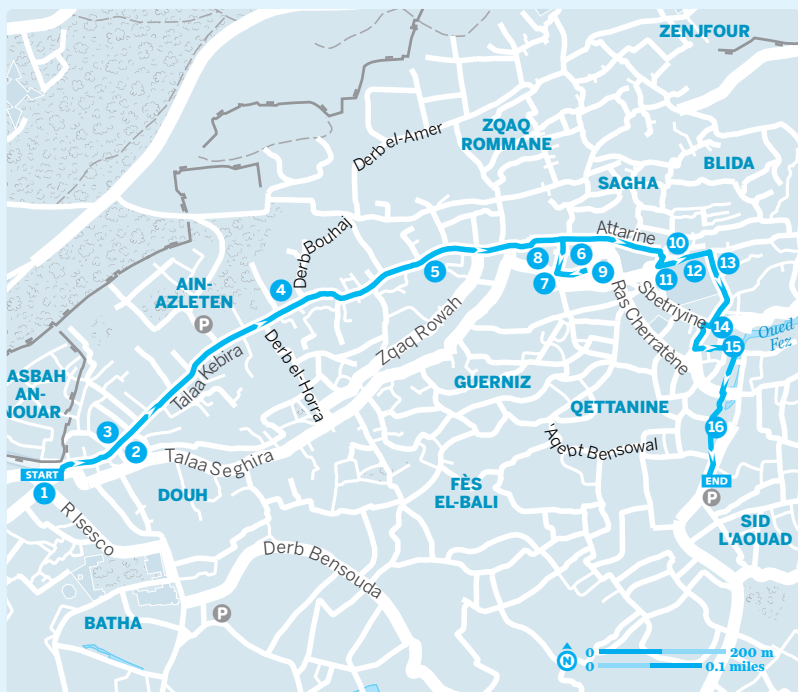 ZENJFOUR
ZQAQ
ROMMANE
Derb el-Amer
BLIDA
SAGHA
Derb Bouhaj
Attarine
10
8
6
13
5
12
9
11
7
AIN-
AZLETEN
4
P
Sbetriyine
Ras Cherratène
14
Oued
Fez
15
Zqaq Rowah
Derb el-Horra
Talaa Kebira
ASBAH
AN-
NOUAR
GUERNIZ
QETTANINE
3
2
16
'Aqebt Bensowal
Talaa Seghira
START
1
DOUH
FÈS
EL-BALI
END
P
R Isesco
SID
L'AOUAD
Derb Bensouda
P
BATHA
N
0 200 m
0 0.1 miles